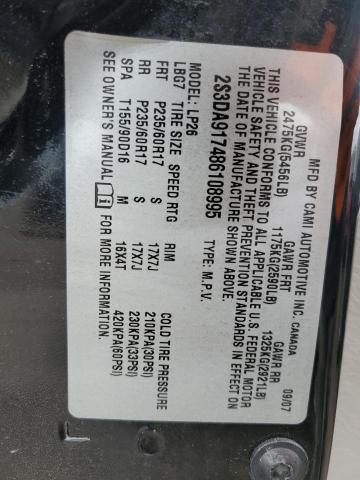 MFD BY CAMI AUTOMOTIVE INC. CANADA 09/07
GVWR GAWR FRT GAWR RR
2475KG(5456LB) 1175KG(2590LB) 1325KG(2921LB)
THIS VEHICLE CONFORMS TO ALL APPLICABLE U.S. FEDERAL MOTOR
VEHICLE SAFETY AND THEFT PREVENTION STANDARDS IN EFFECT ON
THE DATE OF MANUFACTURE SHOWN ABOVE.
2S3DA917486108995 TYPE: M.P.V.
MODEL: LP26
LBG7 TIRE SIZE SPEED RTG RIM COLD TIRE PRESSURE
FRT P235/60R17 S 17X7J 210KPA(30PSI)
RR P235/60R17 S 17X7J 230KPA(33PSI)
SPA T155/90D16 M 16X4T 420KPA(60PSI)
SEE OWNER'S MANUAL FOR MORE INFORMATION.